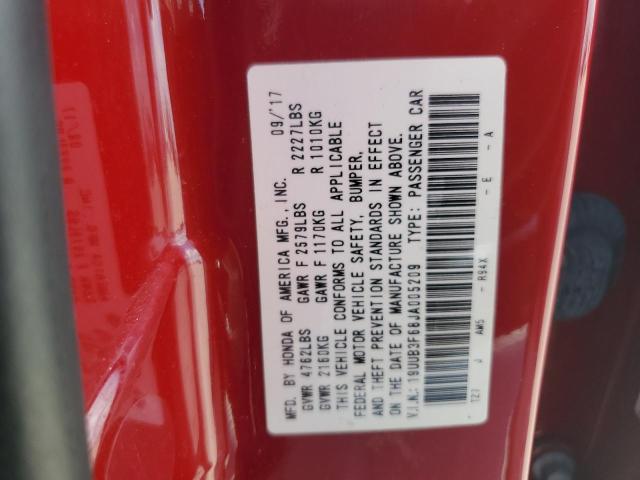 MFD. BY HONDA OF AMERICA MFG., INC. 09/'17
GVWR 4762LBS GAWR F 2579LBS R 2227LBS
GVWR 2160KG GAWR F 1170KG R 1010KG
THIS VEHICLE CONFORMS TO ALL APPLICABLE
FEDERAL MOTOR VEHICLE SAFETY, BUMPER,
AND THEFT PREVENTION STANDARDS IN EFFECT
ON THE DATE OF MANUFACTURE SHOWN ABOVE.
V.I.N.: 19UUB3F68JA005209 TYPE: PASSENGER CAR
TZ7 J AM5 - R94X - E - A